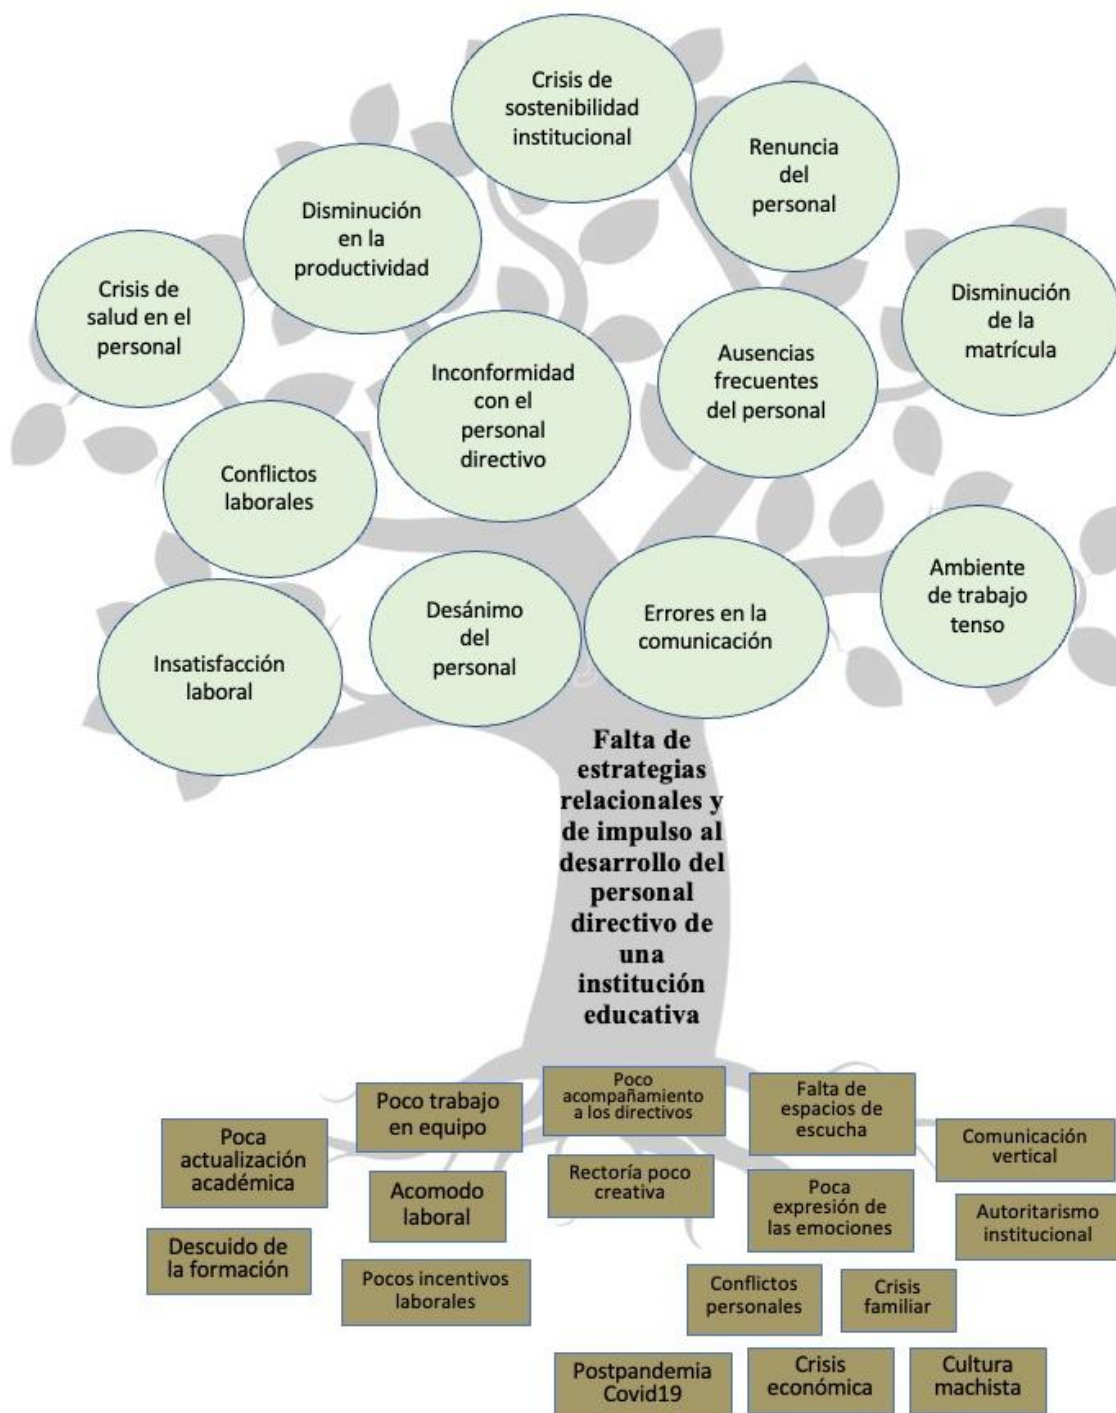 Crisis de
sostenibilidad
institucional
Renuncia
del
personal
Disminución
en la
productividad
Crisis de
salud en el
personal
Disminución
de la
matrícula
Inconformidad
con el
personal
directivo
Ausencias
frecuentes
del personal
Conflictos
laborales
Ambiente
de trabajo
tenso
Insatisfacción
laboral
Desánimo
del
personal
Errores en la
comunicación
Falta de
estrategias
relacionales y
de impulso al
desarrollo del
personal
directivo de
una
institución
educativa
Poca
actualización
académica
Poco trabajo
en equipo
Poco
acompañamiento
a los directivos
Falta de
espacios de
escucha
Comunicación
vertical
Acomodo
laboral
Rectoría poco
creativa
Poca
expresión de
las emociones
Autoritarismo
institucional
Descuido de
la formación
Pocos incentivos
laborales
Conflictos
personales
Crisis
familiar
Postpandemia
Covid19
Crisis
económica
Cultura
machista